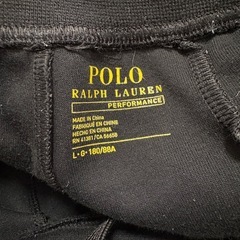 POLO
RALPH LAUREN
PERFORMANCE
MADE IN China
FABRIQUÉ EN CHINE
HECHO EN CHINA
RN 41381/CA 56658
L•G•180/88A